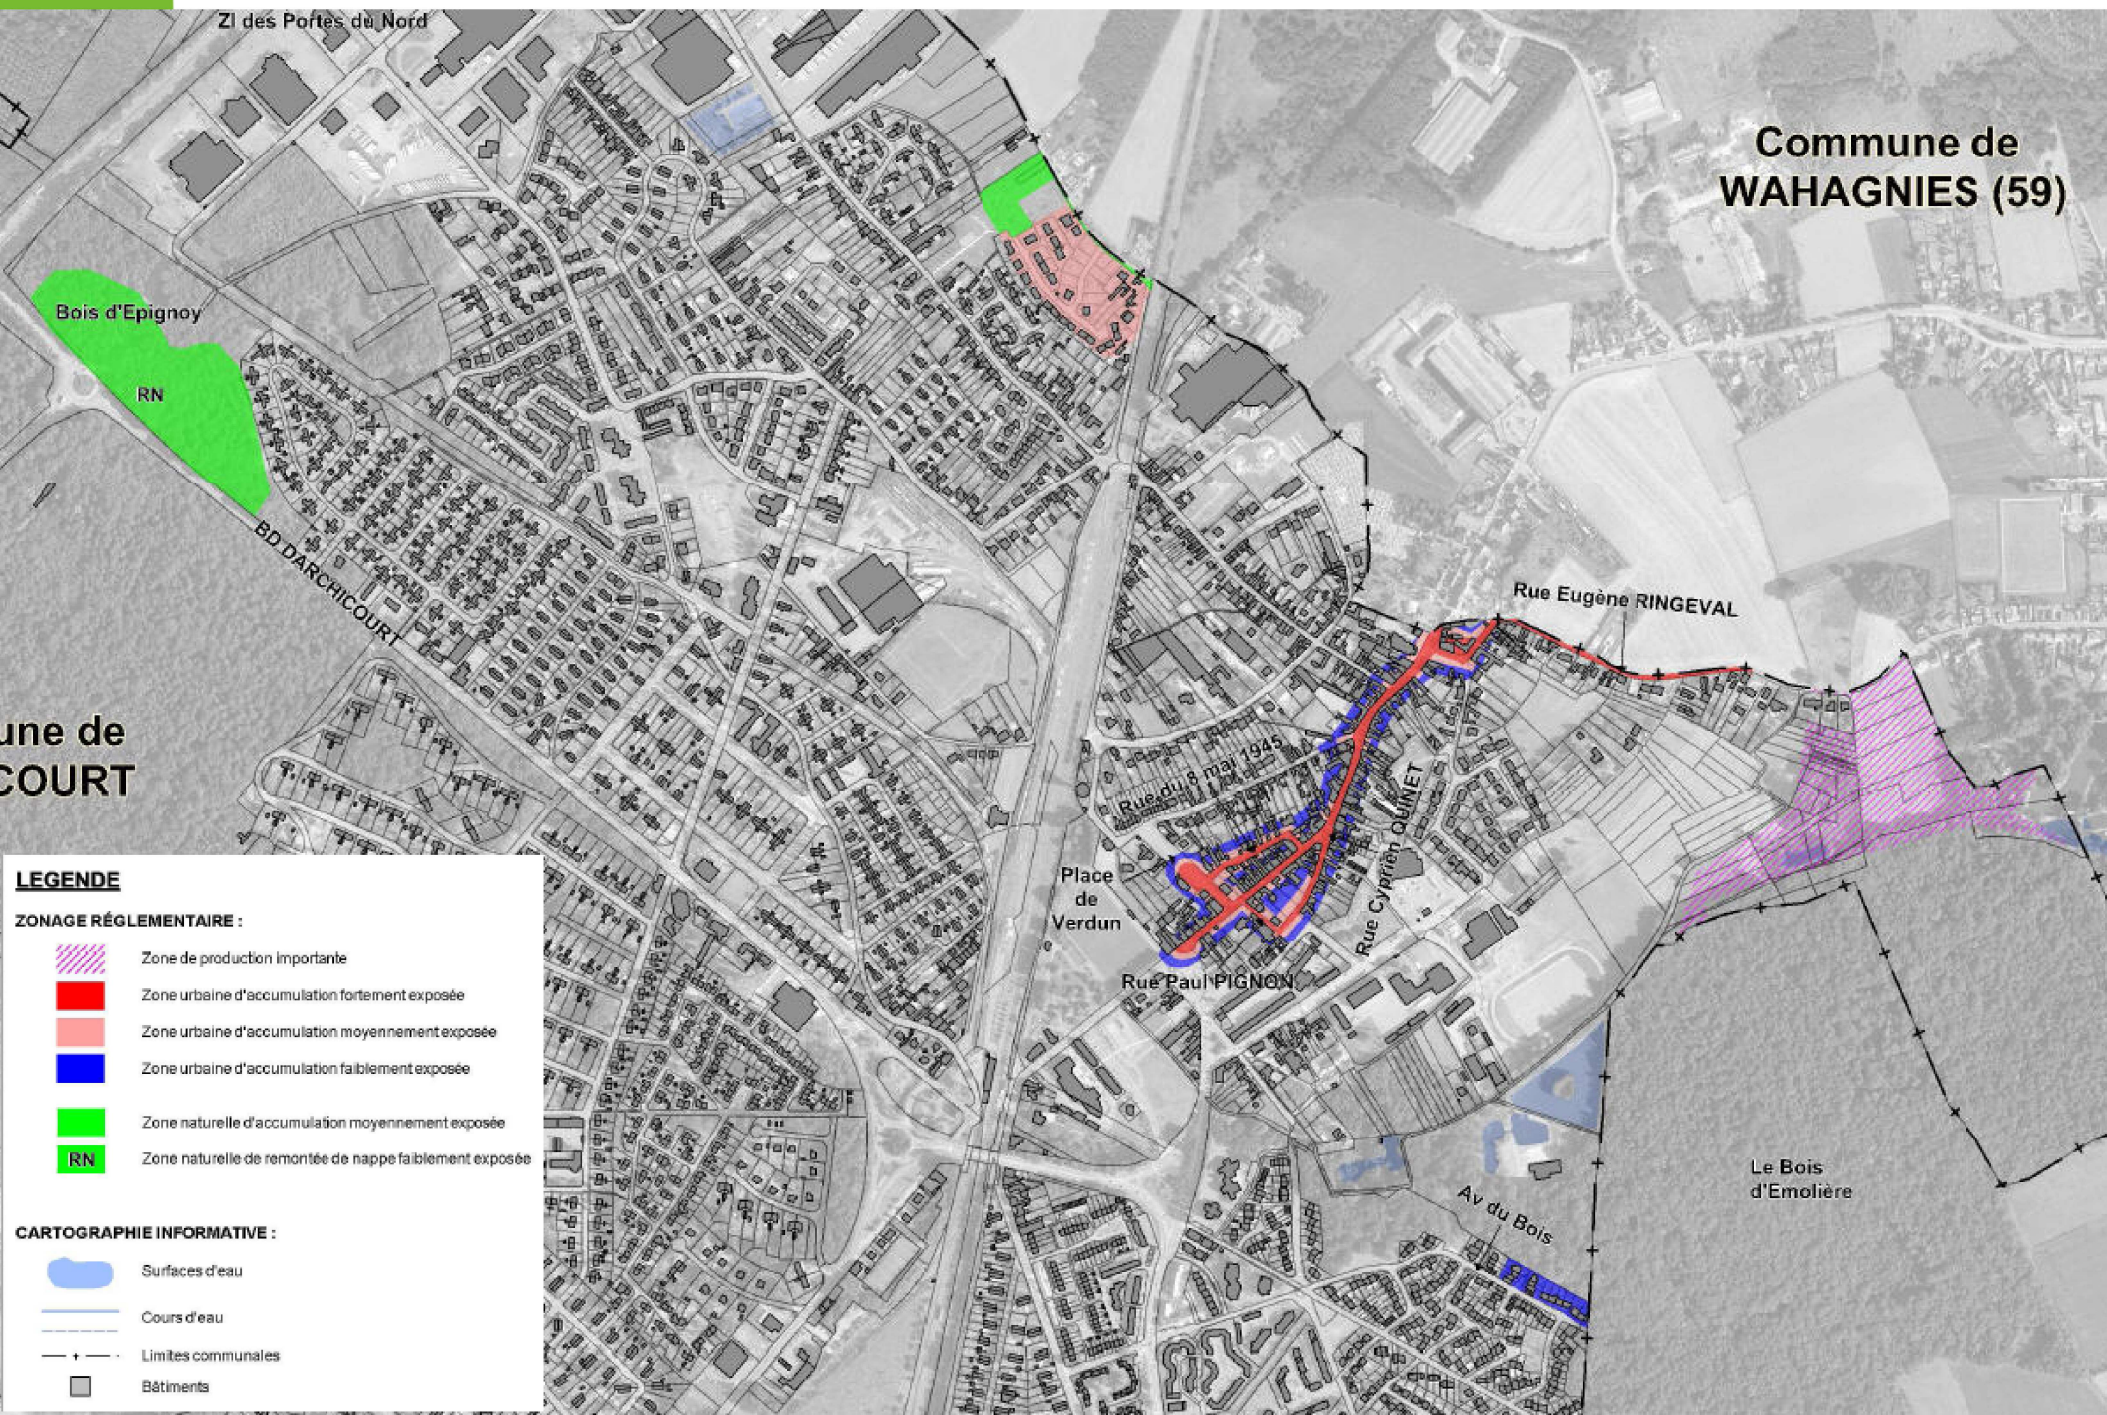 ZI des Portes du Nord
Commune de
WAHAGNIES (59)
Bois d'Epignoy
RN
BD DARCHICOURT
Rue Eugène RINGEVAL
une de
COURT
Rue du 8 mai 1945
Rue Cyprien QUINET
Place
de
Verdun
Rue Paul PIGNON
Le Bois
d'Emolière
Av du Bois
LEGENDE
ZONAGE RÉGLEMENTAIRE :
Zone de production importante
Zone urbaine d'accumulation fortement exposée
Zone urbaine d'accumulation moyennement exposée
Zone urbaine d'accumulation faiblement exposée
Zone naturelle d'accumulation moyennement exposée
RN Zone naturelle de remontée de nappe faiblement exposée
CARTOGRAPHIE INFORMATIVE :
Surfaces d'eau
Cours d'eau
Limites communales
Bâtiments